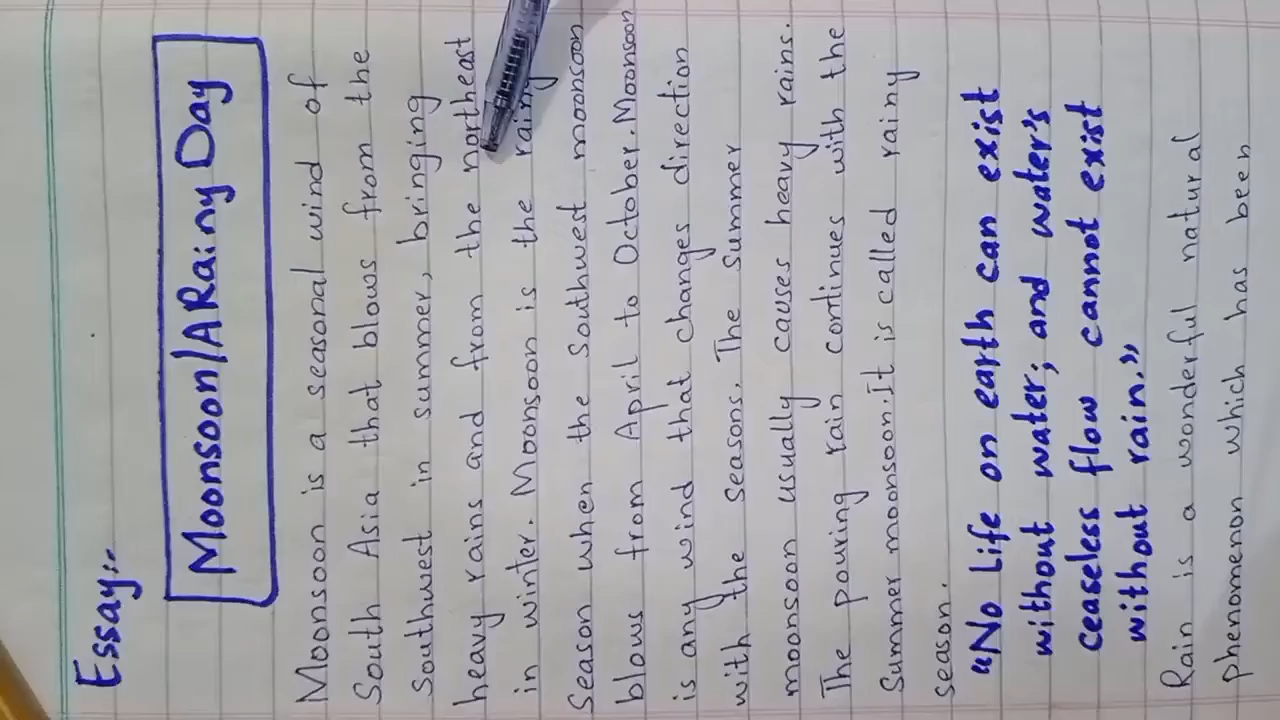 Essay:-
Moonsoon/A Rainy Day
Moonsoon is a seasonal wind of
South Asia that blows from the
southwest in summer, bringing
heavy rains and from the northeast
in winter. Moonsoon is the rainy
Season when the southwest moonsoon
blows from April to October. Moonsoon
is any wind that changes direction
with the seasons. The summer
moonsoon usually causes heavy rains.
The pouring rain continues with the
Summer moonsoon. It is called rainy
season.
"No Life on earth can exist
without water; and water's
ceaseless flow cannot exist
without rain."
Rain is a wonderful natural
phenomenon which has been